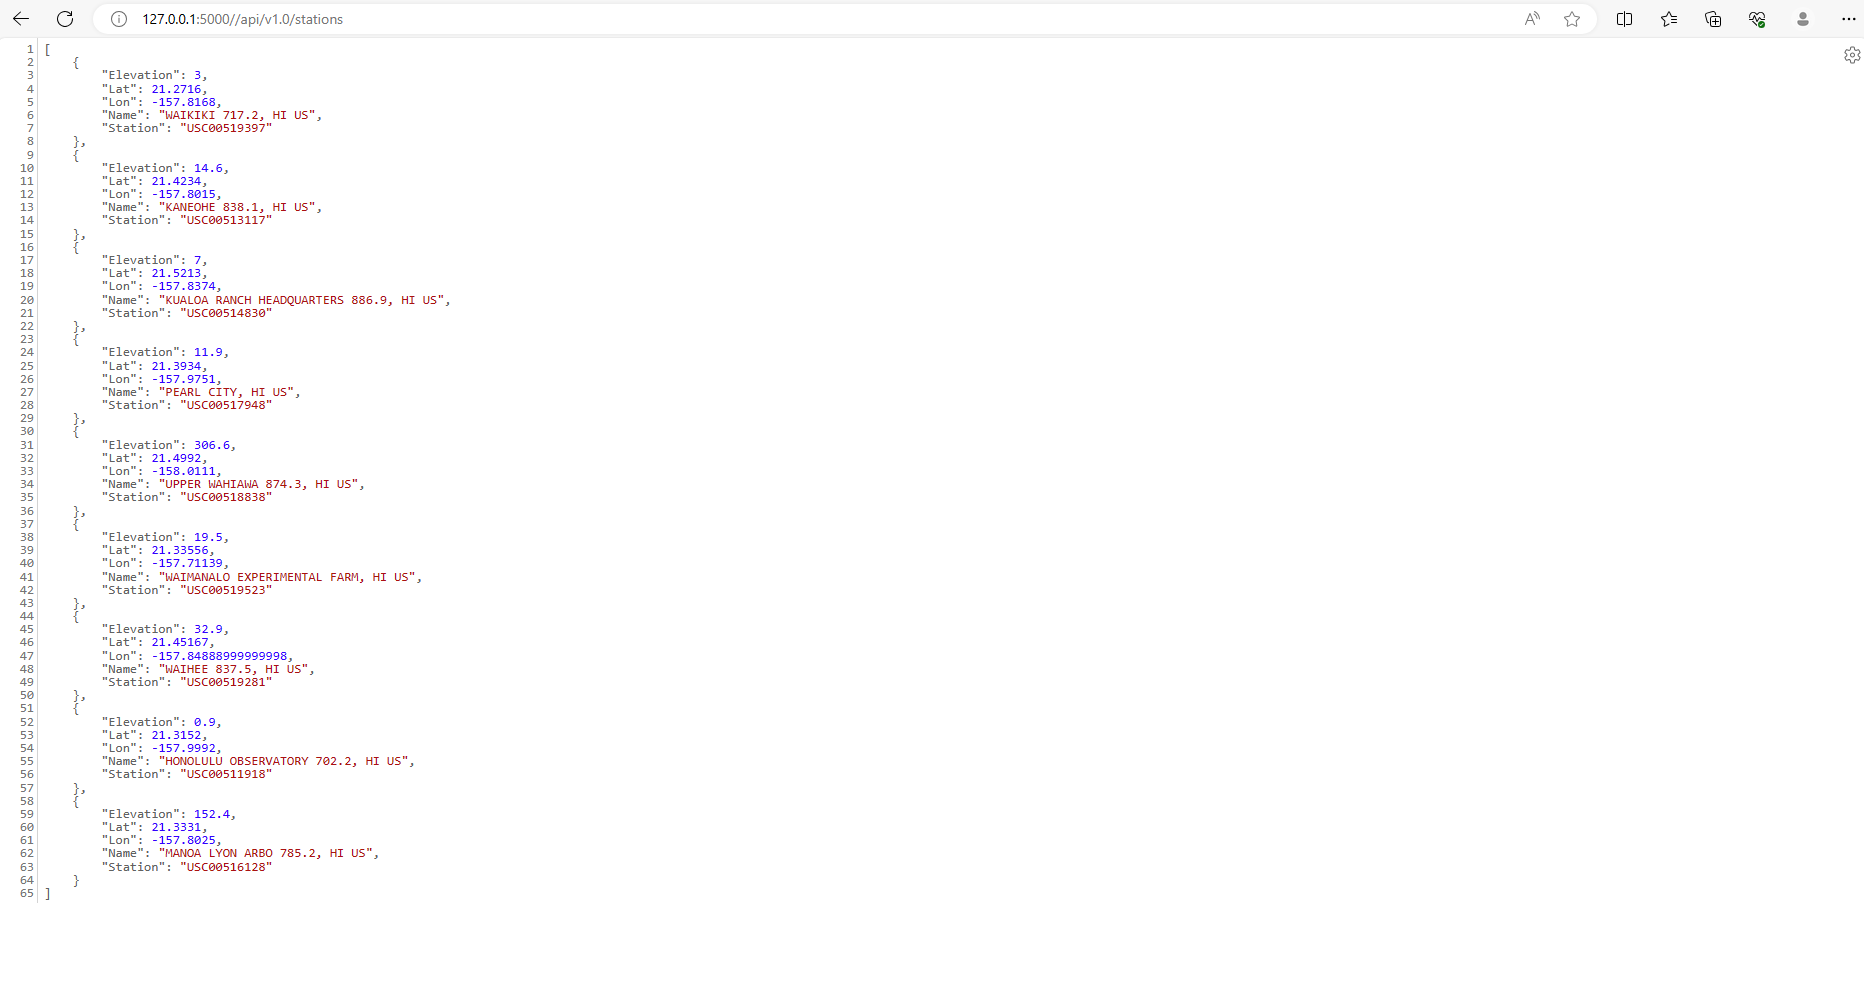 127.0.0.1:5000//api/v1.0/stations
1 [
2     {
3         "Elevation": 3,
4         "Lat": 21.2716,
5         "Lon": -157.8168,
6         "Name": "WAIKIKI 717.2, HI US",
7         "Station": "USC00519397"
8     },
9     {
10         "Elevation": 14.6,
11         "Lat": 21.4234,
12         "Lon": -157.8015,
13         "Name": "KANEOHE 838.1, HI US",
14         "Station": "USC00513117"
15     },
16     {
17         "Elevation": 7,
18         "Lat": 21.5213,
19         "Lon": -157.8374,
20         "Name": "KUALOA RANCH HEADQUARTERS 886.9, HI US",
21         "Station": "USC00514830"
22     },
23     {
24         "Elevation": 11.9,
25         "Lat": 21.3934,
26         "Lon": -157.9751,
27         "Name": "PEARL CITY, HI US",
28         "Station": "USC00517948"
29     },
30     {
31         "Elevation": 306.6,
32         "Lat": 21.4992,
33         "Lon": -158.0111,
34         "Name": "UPPER WAHIAWA 874.3, HI US",
35         "Station": "USC00518838"
36     },
37     {
38         "Elevation": 19.5,
39         "Lat": 21.33556,
40         "Lon": -157.71139,
41         "Name": "WAIMANALO EXPERIMENTAL FARM, HI US",
42         "Station": "USC00519523"
43     },
44     {
45         "Elevation": 32.9,
46         "Lat": 21.45167,
47         "Lon": -157.84888999999998,
48         "Name": "WAIHEE 837.5, HI US",
49         "Station": "USC00519281"
50     },
51     {
52         "Elevation": 0.9,
53         "Lat": 21.3152,
54         "Lon": -157.9992,
55         "Name": "HONOLULU OBSERVATORY 702.2, HI US",
56         "Station": "USC00511918"
57     },
58     {
59         "Elevation": 152.4,
60         "Lat": 21.3331,
61         "Lon": -157.8025,
62         "Name": "MANOA LYON ARBO 785.2, HI US",
63         "Station": "USC00516128"
64     }
65 ]